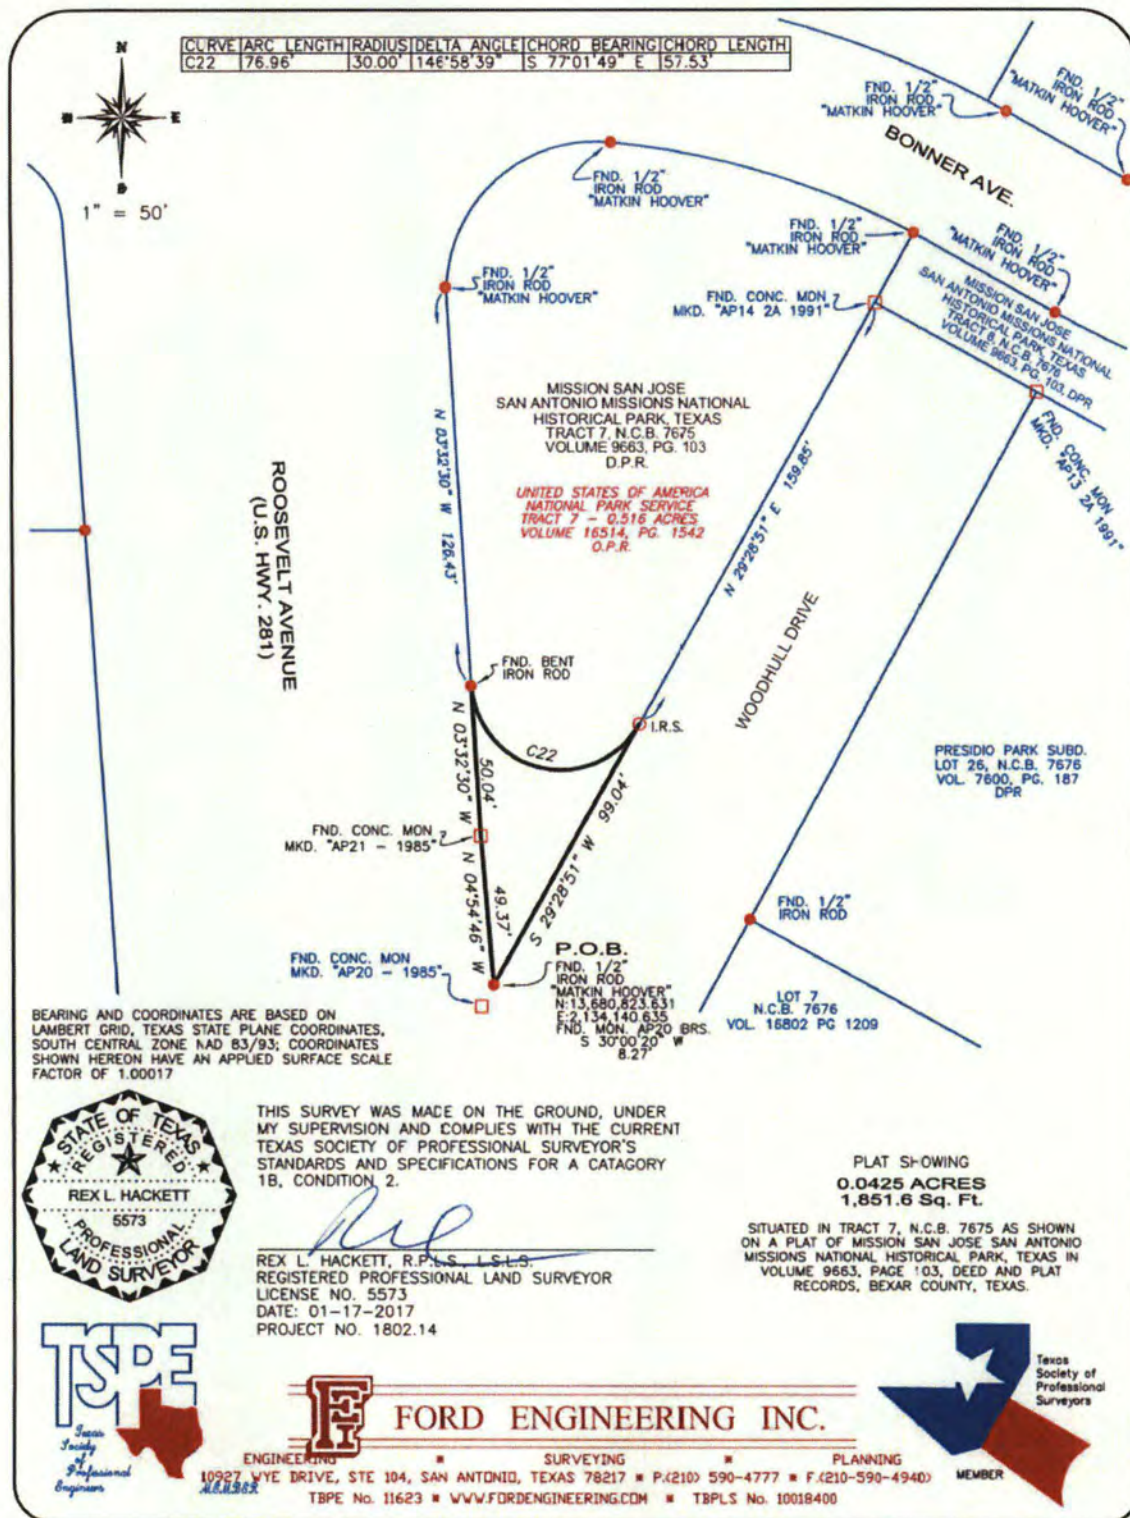 CURVE ARC LENGTH RADIUS DELTA ANGLE CHORD BEARING CHORD LENGTH
C22 76.96' 30.00' 146°58'39" S 77°01'49" E 57.53'
N
W
E
S
1" = 50'
FND. 1/2"
IRON ROD
"MATKIN HOOVER"
FND. 1/2"
IRON ROD
"MATKIN HOOVER"
BONNER AVE.
FND. 1/2"
IRON ROD
"MATKIN HOOVER"
FND. 1/2"
IRON ROD
"MATKIN HOOVER"
FND. 1/2"
IRON ROD
"MATKIN HOOVER"
FND. 1/2"
IRON ROD
"MATKIN HOOVER"
FND. CONC. MON
MKD. "AP14 2A 1991"
MISSION SAN JOSE
SAN ANTONIO MISSIONS NATIONAL
HISTORICAL PARK, TEXAS
TRACT 8, N.C.B. 7676
VOLUME 9663, PG. 103, DPR
FND. CONC. MON
MKD. "AP13 2A 1991"
MISSION SAN JOSE
SAN ANTONIO MISSIONS NATIONAL
HISTORICAL PARK, TEXAS
TRACT 7, N.C.B. 7675
VOLUME 9663, PG. 103
D.P.R.
UNITED STATES OF AMERICA
NATIONAL PARK SERVICE
TRACT 7 - 0.516 ACRES
VOLUME 16514, PG. 1542
O.P.R.
N 03°32'30" W 126.43'
N 29°28'51" E 159.85'
ROOSEVELT AVENUE
(U.S. HWY. 281)
WOODHULL DRIVE
FND. BENT
IRON ROD
I.R.S.
C22
N 03°32'30" W
50.04'
S 29°28'51" W 99.04'
PRESIDIO PARK SUBD.
LOT 26, N.C.B. 7676
VOL. 7600, PG. 187
DPR
FND. CONC. MON
MKD. "AP21 - 1985"
N 04°54'46" W
49.37'
FND. 1/2"
IRON ROD
FND. CONC. MON
MKD. "AP20 - 1985"
P.O.B.
FND. 1/2"
IRON ROD
"MATKIN HOOVER"
N:13,680,823.631
E:2,134,140.635
FND. MON. AP20 BRS.
S 30°00'20" W
8.27'
LOT 7
N.C.B. 7676
VOL. 16802 PG 1209
BEARING AND COORDINATES ARE BASED ON
LAMBERT GRID, TEXAS STATE PLANE COORDINATES,
SOUTH CENTRAL ZONE NAD 83/93; COORDINATES
SHOWN HEREON HAVE AN APPLIED SURFACE SCALE
FACTOR OF 1.00017
STATE OF TEXAS
REGISTERED
REX L. HACKETT
5573
PROFESSIONAL
LAND SURVEYOR
THIS SURVEY WAS MADE ON THE GROUND, UNDER
MY SUPERVISION AND COMPLIES WITH THE CURRENT
TEXAS SOCIETY OF PROFESSIONAL SURVEYOR'S
STANDARDS AND SPECIFICATIONS FOR A CATAGORY
1B, CONDITION 2.
REX L. HACKETT, R.P.L.S., L.S.L.S.
REGISTERED PROFESSIONAL LAND SURVEYOR
LICENSE NO. 5573
DATE: 01-17-2017
PROJECT NO. 1802.14
PLAT SHOWING
0.0425 ACRES
1,851.6 Sq. Ft.
SITUATED IN TRACT 7, N.C.B. 7675 AS SHOWN
ON A PLAT OF MISSION SAN JOSE SAN ANTONIO
MISSIONS NATIONAL HISTORICAL PARK, TEXAS IN
VOLUME 9663, PAGE 103, DEED AND PLAT
RECORDS, BEXAR COUNTY, TEXAS.
TSPE
Texas
Society
of
Professional
Engineers
MEMBER
FEI
FORD ENGINEERING INC.
ENGINEERING ■ SURVEYING ■ PLANNING
10927 WYE DRIVE, STE 104, SAN ANTONIO, TEXAS 78217 ■ P.(210) 590-4777 ■ F.(210-590-4940)
TBPE No. 11623 ■ WWW.FORDENGINEERING.COM ■ TBPLS No. 10018400
Texas
Society of
Professional
Surveyors
MEMBER